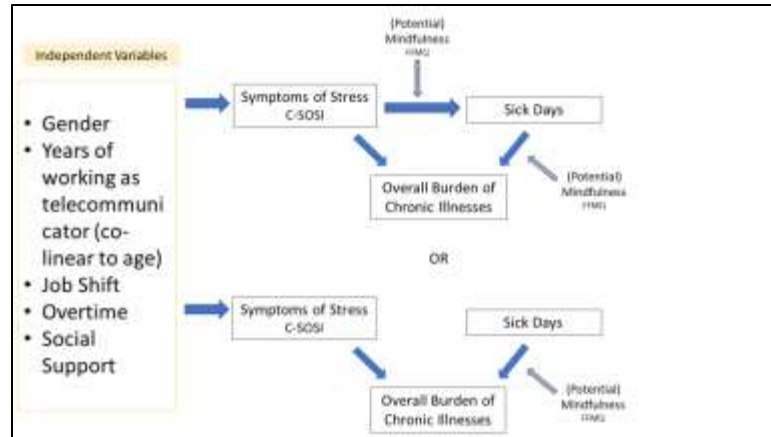 (Potential)
Mindfulness
FFMQ
Independent Variables
Symptoms of Stress
C-SOSI
Sick Days
• Gender
• Years of
working as
telecommuni
cator (co-
linear to age)
• Job Shift
• Overtime
• Social
Support
(Potential)
Mindfulness
FFMQ
Overall Burden of
Chronic Illnesses
OR
Symptoms of Stress
C-SOSI
Sick Days
(Potential)
Mindfulness
FFMQ
Overall Burden of
Chronic Illnesses